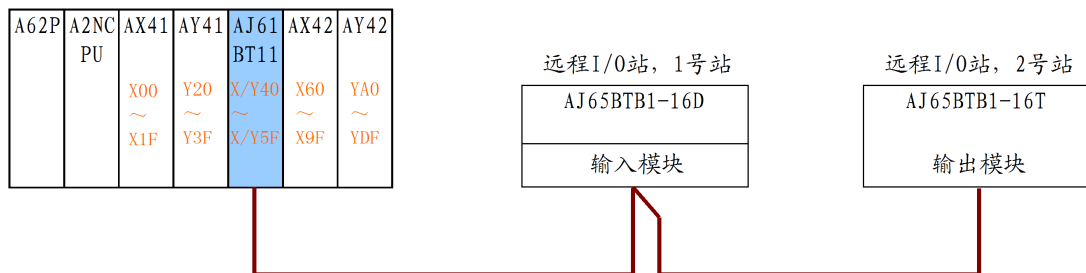 A62P A2NC AX41 AY41 AJ61 AX42 AY42
PU BT11
X00 Y20 X/Y40 X60 YA0
~ ~ ~ ~ ~
X1F Y3F X/Y5F X9F YDF
远程I/O站, 1号站
AJ65BTB1-16D
输入模块
远程I/O站, 2号站
AJ65BTB1-16T
输出模块